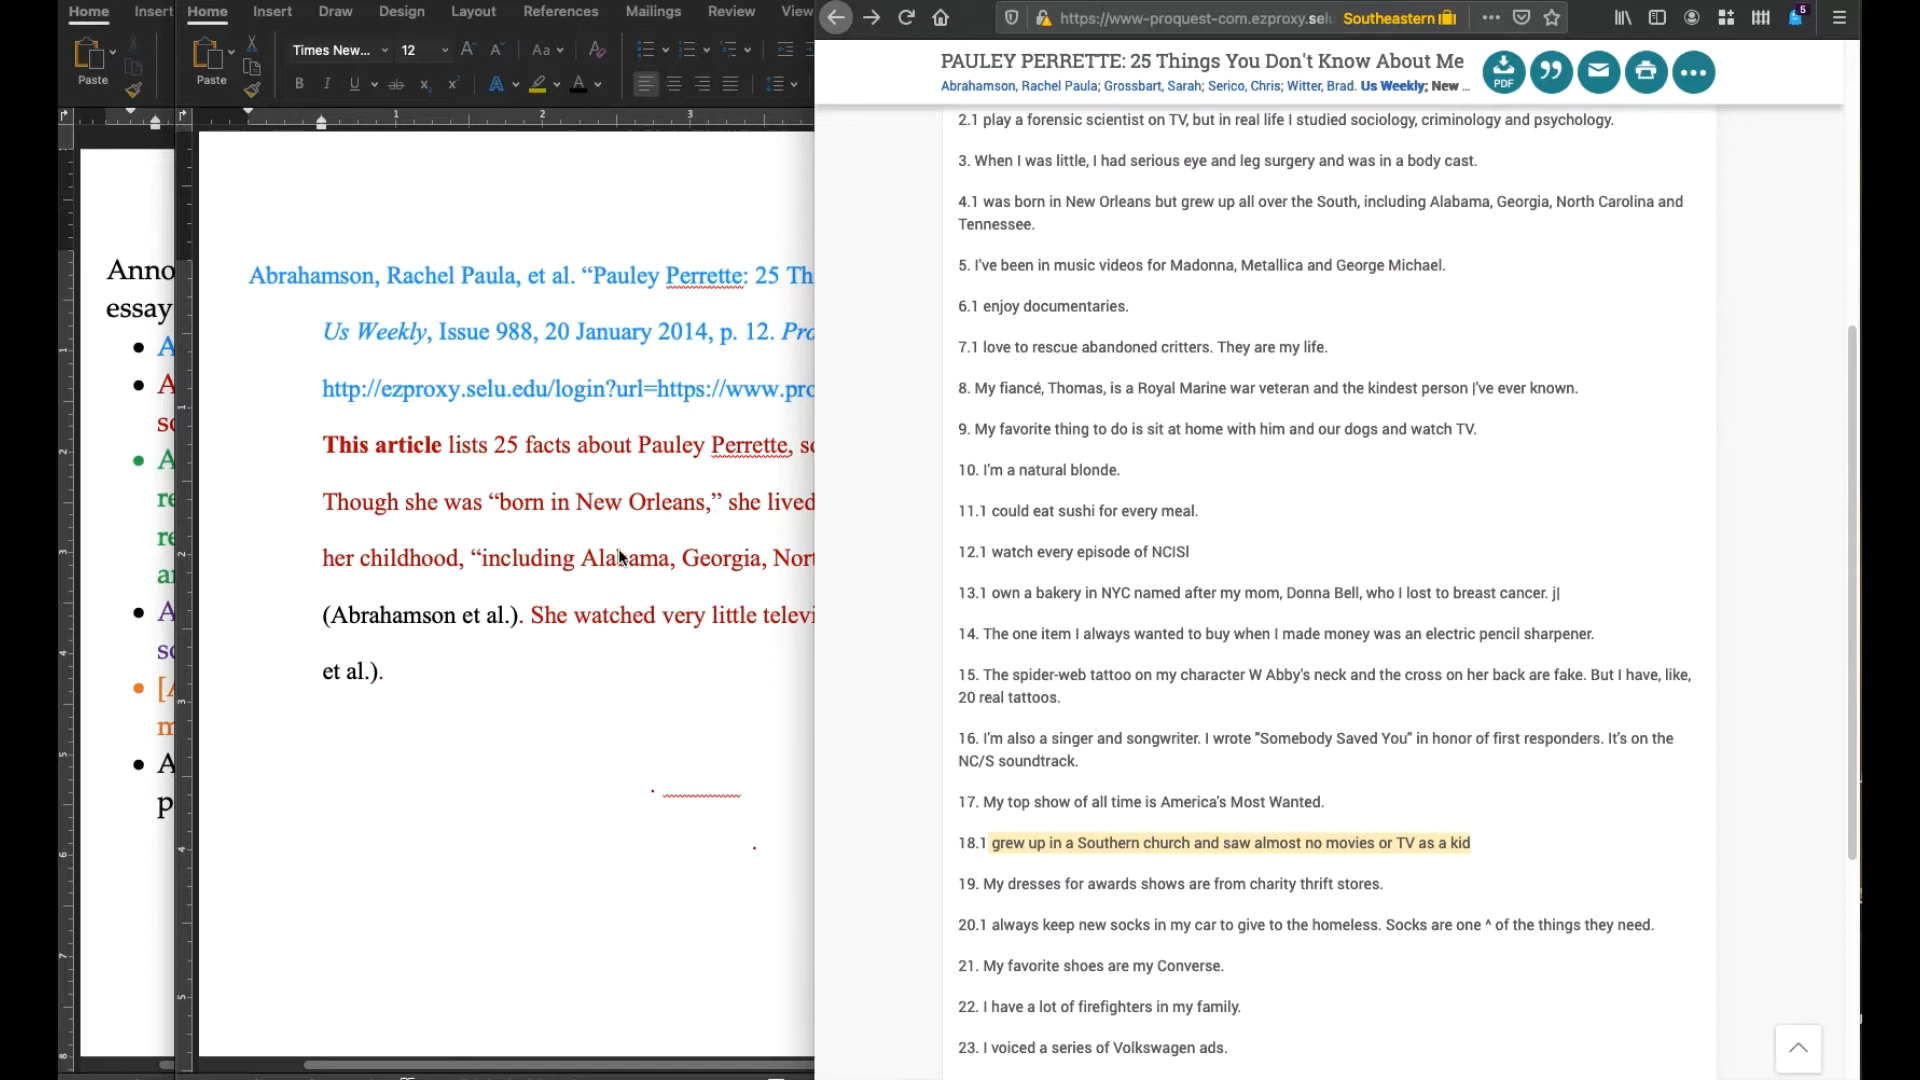 Home Insert
Home Insert Draw Design Layout References Mailings Review View
Paste
Paste
Times New... 12
Aa
B I U ab x x A A
1 2 3
Anno
essay
A
A
sc
A
re
re
ar
A
sc
[A
m
A
p
Abrahamson, Rachel Paula, et al. “Pauley Perrette: 25 Th
Us Weekly, Issue 988, 20 January 2014, p. 12. Pro
http://ezproxy.selu.edu/login?url=https://www.pro
This article lists 25 facts about Pauley Perrette, so
Though she was “born in New Orleans,” she lived
her childhood, “including Alabama, Georgia, Nort
(Abrahamson et al.). She watched very little televi
et al.).
https://www-proquest-com.ezproxy.selu Southeastern
5
PAULEY PERRETTE: 25 Things You Don't Know About Me
Abrahamson, Rachel Paula; Grossbart, Sarah; Serico, Chris; Witter, Brad. Us Weekly; New ...
PDF
2.1 play a forensic scientist on TV, but in real life I studied sociology, criminology and psychology.
3. When I was little, I had serious eye and leg surgery and was in a body cast.
4.1 was born in New Orleans but grew up all over the South, including Alabama, Georgia, North Carolina and
Tennessee.
5. I've been in music videos for Madonna, Metallica and George Michael.
6.1 enjoy documentaries.
7.1 love to rescue abandoned critters. They are my life.
8. My fiancé, Thomas, is a Royal Marine war veteran and the kindest person |'ve ever known.
9. My favorite thing to do is sit at home with him and our dogs and watch TV.
10. I'm a natural blonde.
11.1 could eat sushi for every meal.
12.1 watch every episode of NCISl
13.1 own a bakery in NYC named after my mom, Donna Bell, who I lost to breast cancer. j|
14. The one item I always wanted to buy when I made money was an electric pencil sharpener.
15. The spider-web tattoo on my character W Abby's neck and the cross on her back are fake. But I have, like,
20 real tattoos.
16. I'm also a singer and songwriter. I wrote "Somebody Saved You" in honor of first responders. It's on the
NC/S soundtrack.
17. My top show of all time is America's Most Wanted.
18.1 grew up in a Southern church and saw almost no movies or TV as a kid
19. My dresses for awards shows are from charity thrift stores.
20.1 always keep new socks in my car to give to the homeless. Socks are one ^ of the things they need.
21. My favorite shoes are my Converse.
22. I have a lot of firefighters in my family.
23. I voiced a series of Volkswagen ads.